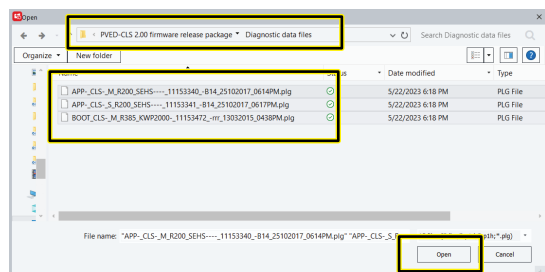 Open
PVED-CLS 2.00 firmware release package Diagnostic data files
Search Diagnostic data files
Organize New folder
Name Date modified Type
APP-_CLS-_M_R200_SEHS----_11153340_-B14_25102017_0614PM.plg 5/22/2023 6:18 PM PLG File
APP-_CLS-_S_R200_SEHS----_11153341_-B14_25102017_0617PM.plg 5/22/2023 6:18 PM PLG File
BOOT_CLS-_M_R385_KWP2000-_11153472_-rrr_13032015_0438PM.plg 5/22/2023 6:18 PM PLG File
File name: "APP-_CLS-_M_R200_SEHS----_11153340_-B14_25102017_0614PM.plg" "APP-_CLS-_S_R p1h;*.plg)
Open Cancel